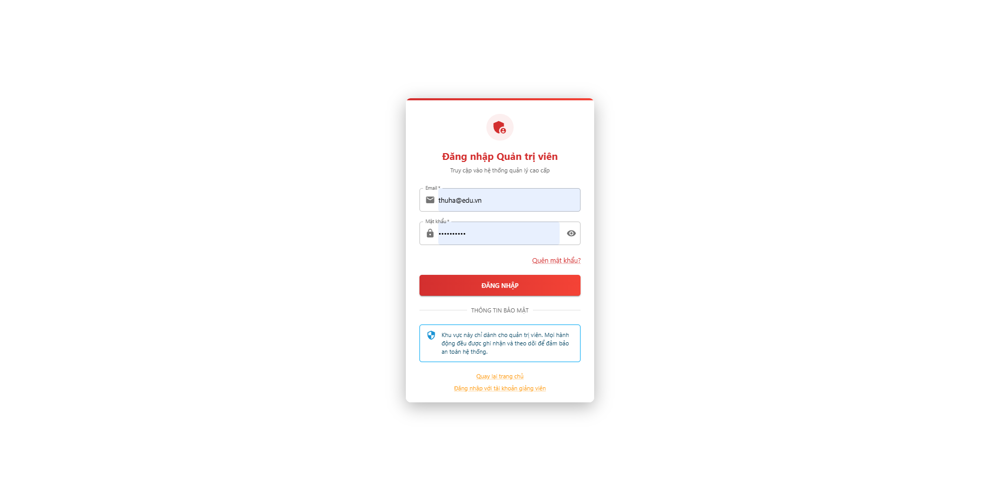 Đăng nhập Quản trị viên
Truy cập vào hệ thống quản lý cao cấp
Email *
thuha@edu.vn
Mật khẩu *
••••••••••
Quên mật khẩu?
ĐĂNG NHẬP
THÔNG TIN BẢO MẬT
Khu vực này chỉ dành cho quản trị viên. Mọi hành
động đều được ghi nhận và theo dõi để đảm bảo
an toàn hệ thống.
Quay lại trang chủ
Đăng nhập với tài khoản giảng viên